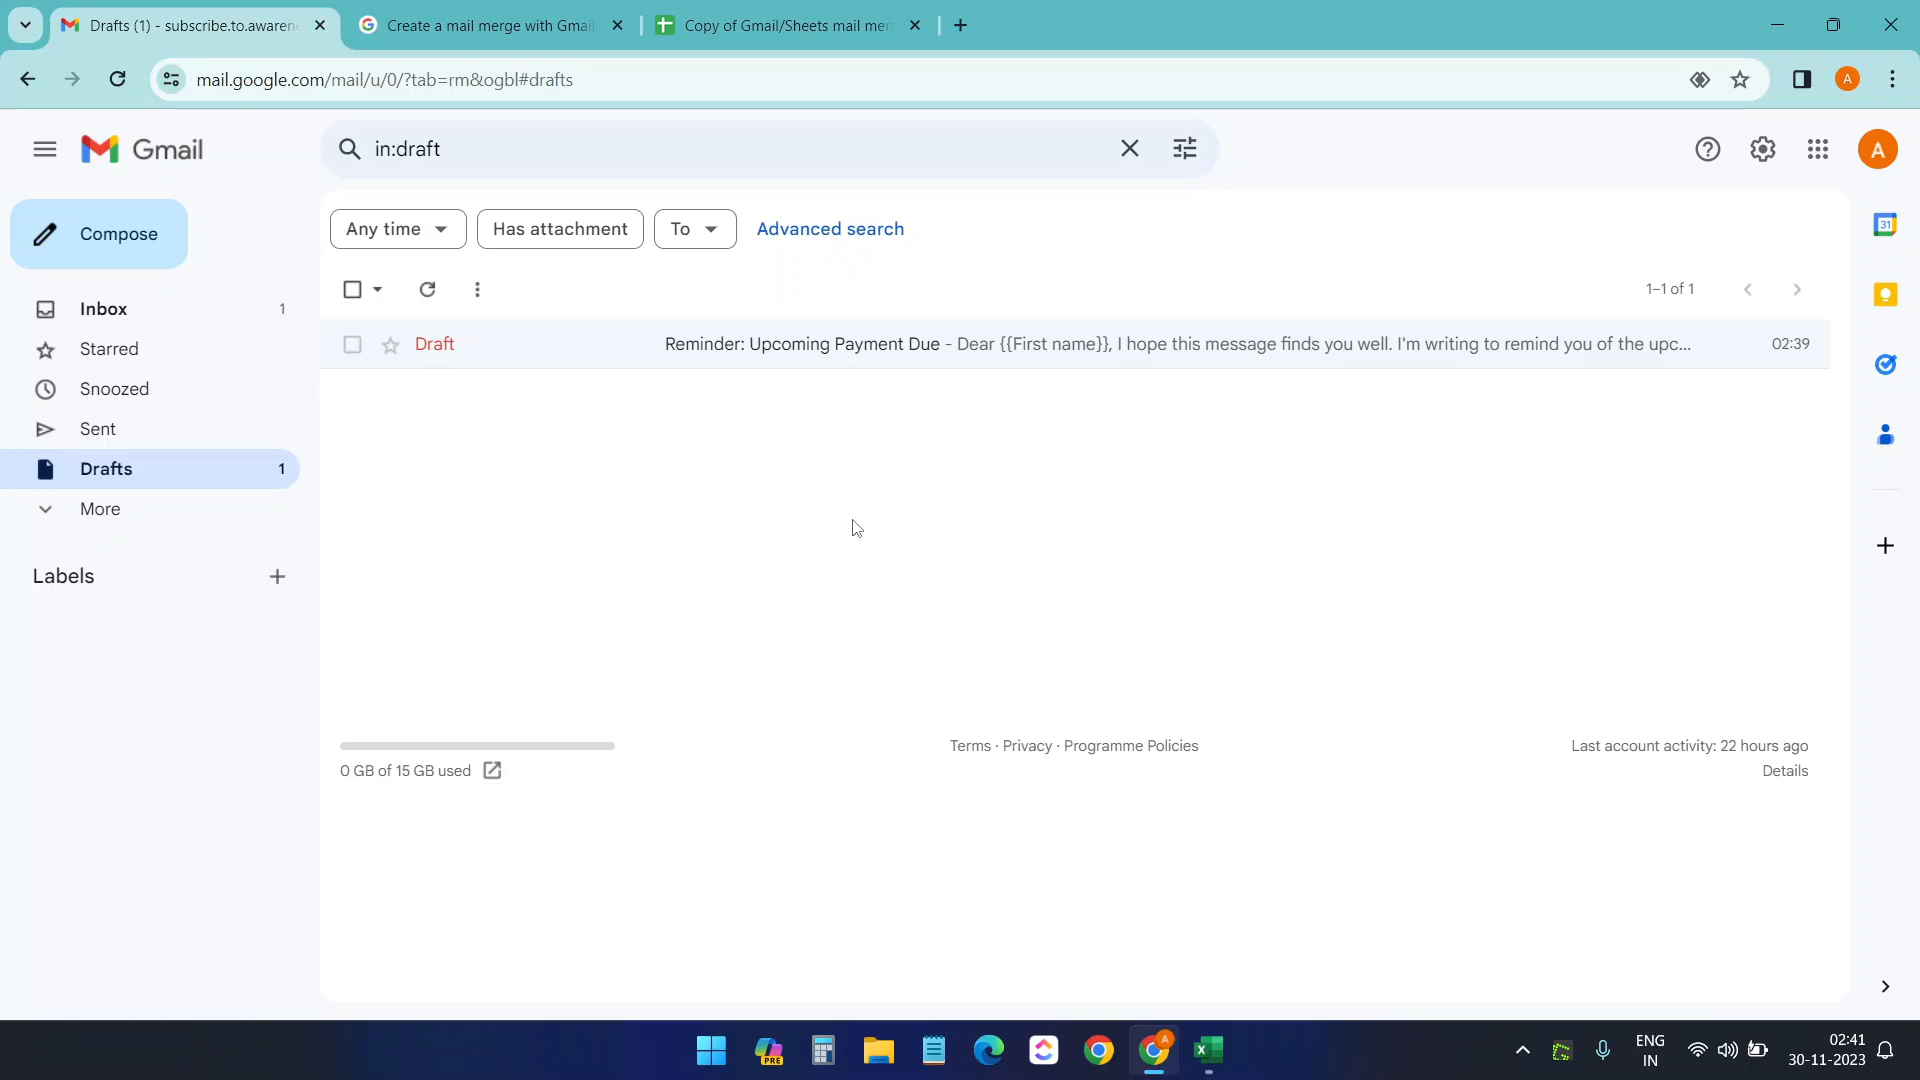 Drafts (1) - subscribe.to.awaren
Create a mail merge with Gmail
Copy of Gmail/Sheets mail mer
mail.google.com/mail/u/0/?tab=rm&ogbl#drafts
A
Gmail
in:draft
A
Compose
Any time
Has attachment
To
Advanced search
31
1–1 of 1
Inbox 1
Starred
Snoozed
Sent
Drafts 1
More
Labels
Draft Reminder: Upcoming Payment Due - Dear {{First name}}, I hope this message finds you well. I'm writing to remind you of the upc... 02:39
0 GB of 15 GB used
Terms · Privacy · Programme Policies
Last account activity: 22 hours ago
Details
PRE
A
X
ENG
IN
02:41
30-11-2023